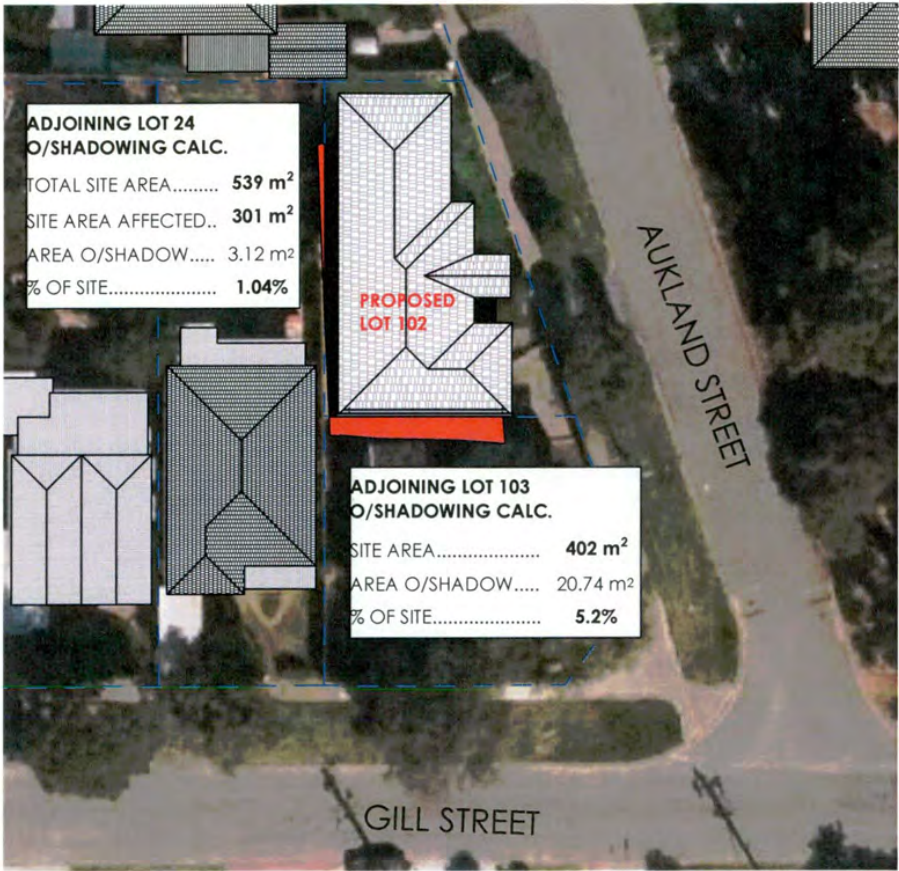 ADJOINING LOT 24
O/SHADOWING CALC.
TOTAL SITE AREA......... 539 m²
SITE AREA AFFECTED.. 301 m²
AREA O/SHADOW..... 3.12 m²
% OF SITE...................... 1.04%
PROPOSED
LOT 102
AUKLAND STREET
ADJOINING LOT 103
O/SHADOWING CALC.
SITE AREA..................... 402 m²
AREA O/SHADOW..... 20.74 m²
% OF SITE...................... 5.2%
GILL STREET